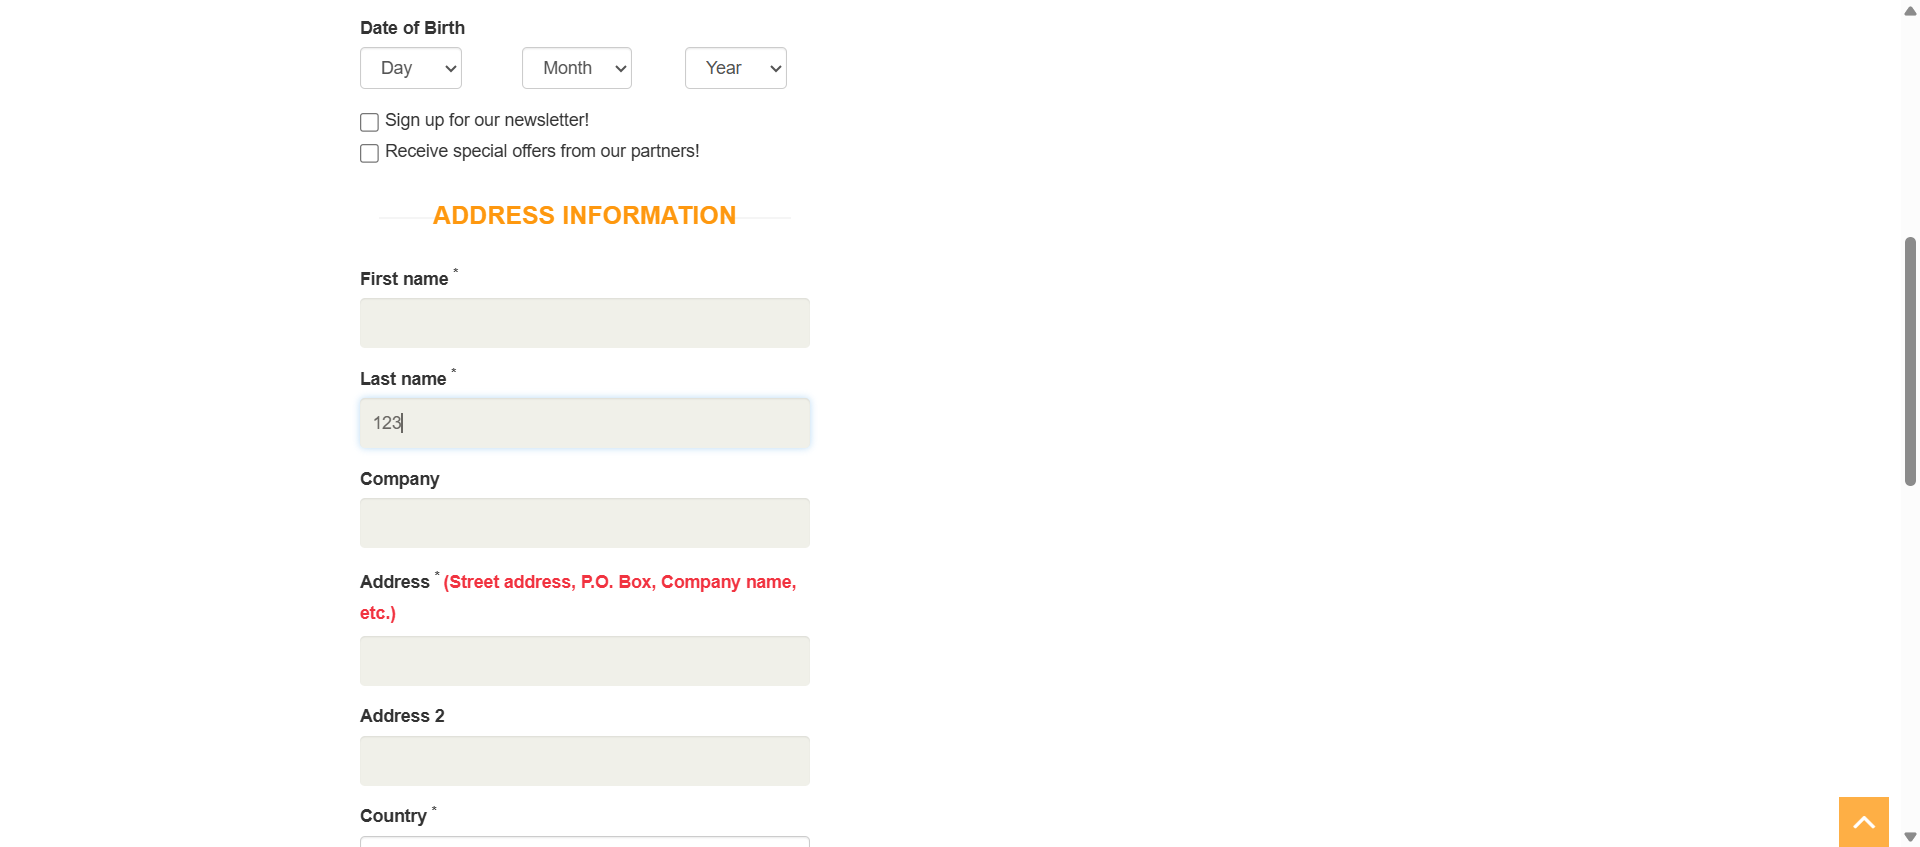 Date of Birth
Day Month Year
Sign up for our newsletter!
Receive special offers from our partners!
ADDRESS INFORMATION
First name *
Last name *
123
Company
Address * (Street address, P.O. Box, Company name,
etc.)
Address 2
Country *